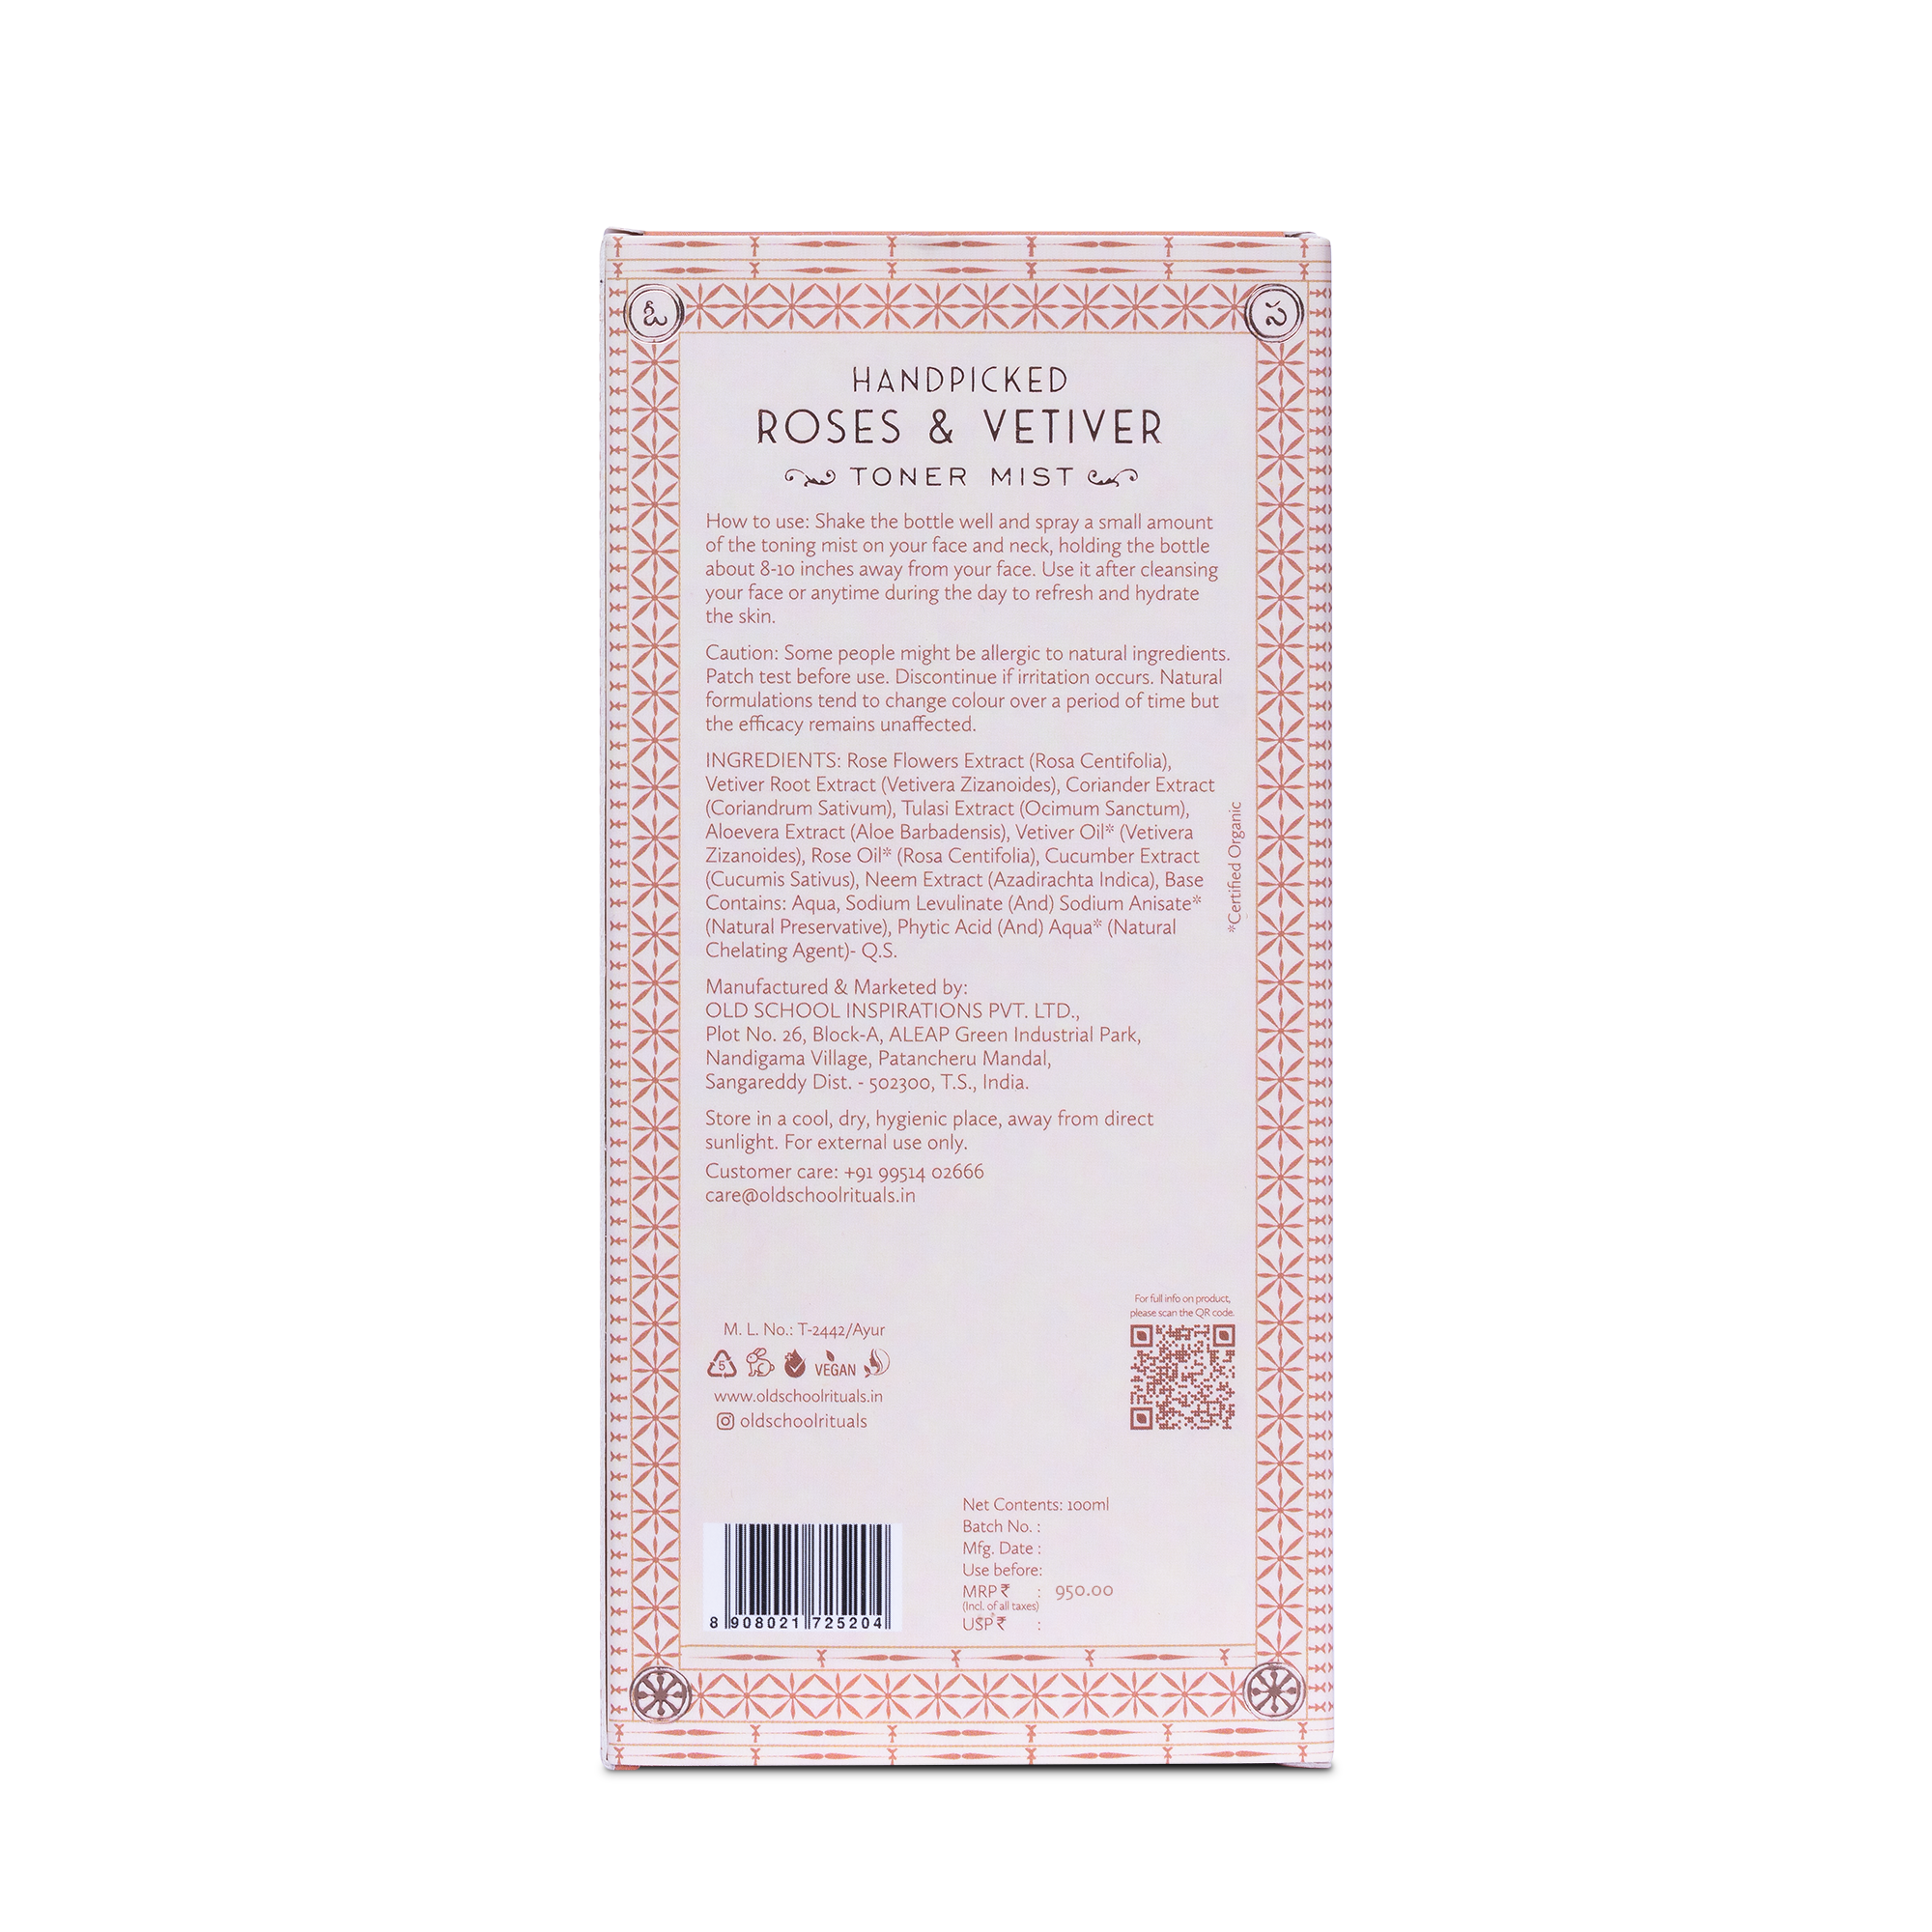 HANDPICKED
ROSES & VETIVER
TONER MIST
How to use: Shake the bottle well and spray a small amount
of the toning mist on your face and neck, holding the bottle
about 8-10 inches away from your face. Use it after cleansing
your face or anytime during the day to refresh and hydrate
the skin.
Caution: Some people might be allergic to natural ingredients.
Patch test before use. Discontinue if irritation occurs. Natural
formulations tend to change colour over a period of time but
the efficacy remains unaffected.
INGREDIENTS: Rose Flowers Extract (Rosa Centifolia),
Vetiver Root Extract (Vetivera Zizanoides), Coriander Extract
(Coriandrum Sativum), Tulasi Extract (Ocimum Sanctum),
Aloevera Extract (Aloe Barbadensis), Vetiver Oil* (Vetivera
Zizanoides), Rose Oil* (Rosa Centifolia), Cucumber Extract
(Cucumis Sativus), Neem Extract (Azadirachta Indica), Base
Contains: Aqua, Sodium Levulinate (And) Sodium Anisate*
(Natural Preservative), Phytic Acid (And) Aqua* (Natural
Chelating Agent)- Q.S.
*Certified Organic
Manufactured & Marketed by:
OLD SCHOOL INSPIRATIONS PVT. LTD.,
Plot No. 26, Block-A, ALEAP Green Industrial Park,
Nandigama Village, Patancheru Mandal,
Sangareddy Dist. - 502300, T.S., India.
Store in a cool, dry, hygienic place, away from direct
sunlight. For external use only.
Customer care: +91 99514 02666
care@oldschoolrituals.in
For full info on product,
please scan the QR code.
M. L. No.: T-2442/Ayur
5
VEGAN
www.oldschoolrituals.in
oldschoolrituals
Net Contents: 100ml
Batch No. :
Mfg. Date :
Use before:
MRP ₹ : 950.00
(Incl. of all taxes)
USP ₹ :
8 908021 725204